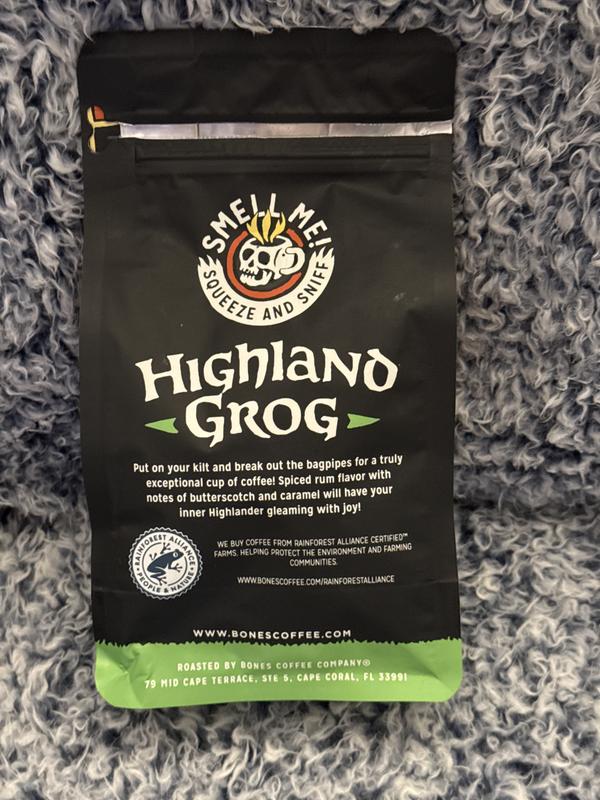 SMELL ME!
SQUEEZE AND SNIFF
Highland
Grog
Put on your kilt and break out the bagpipes for a truly
exceptional cup of coffee! Spiced rum flavor with
notes of butterscotch and caramel will have your
inner Highlander gleaming with joy!
RAINFOREST ALLIANCE
PEOPLE & NATURE
WE BUY COFFEE FROM RAINFOREST ALLIANCE CERTIFIED™
FARMS. HELPING PROTECT THE ENVIRONMENT AND FARMING
COMMUNITIES.
WWW.BONESCOFFEE.COM/RAINFORESTALLIANCE
WWW.BONESCOFFEE.COM
ROASTED BY BONES COFFEE COMPANY®
79 MID CAPE TERRACE, STE 5, CAPE CORAL, FL 33991